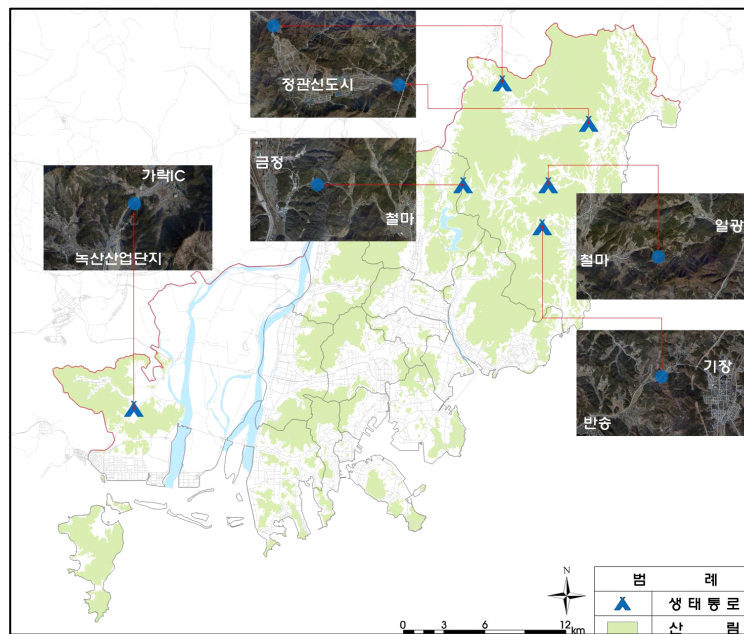 정관신도시
금정
철마
가락IC
녹산산업단지
일광
철마
기장
반송
N
범 례
생 태 통 로
산 림
0 3 6 12 km